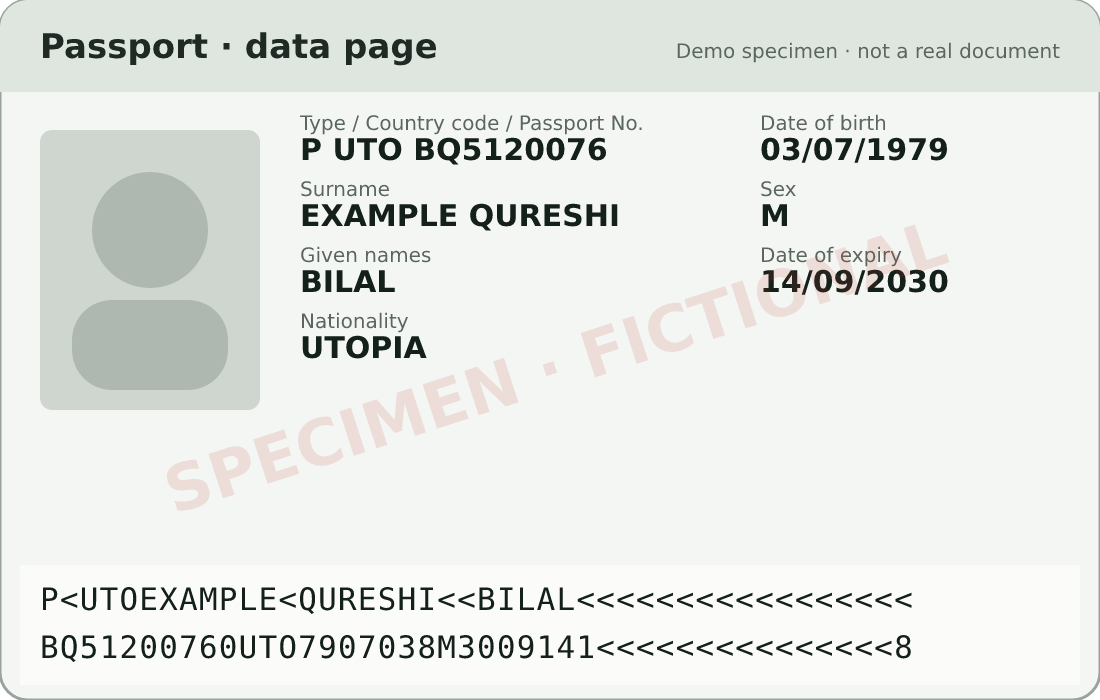 Passport · data page
Demo specimen · not a real document
Type / Country code / Passport No.
P UTO BQ5120076
Surname
EXAMPLE QURESHI
Given names
BILAL
Nationality
UTOPIA
Date of birth
03/07/1979
Sex
M
Date of expiry
14/09/2030
SPECIMEN · FICTIONAL
P<UTOEXAMPLE<QURESHI<<BILAL<<<<<<<<<<<<<<<<<
BQ51200760UTO7907038M3009141<<<<<<<<<<<<<<<8